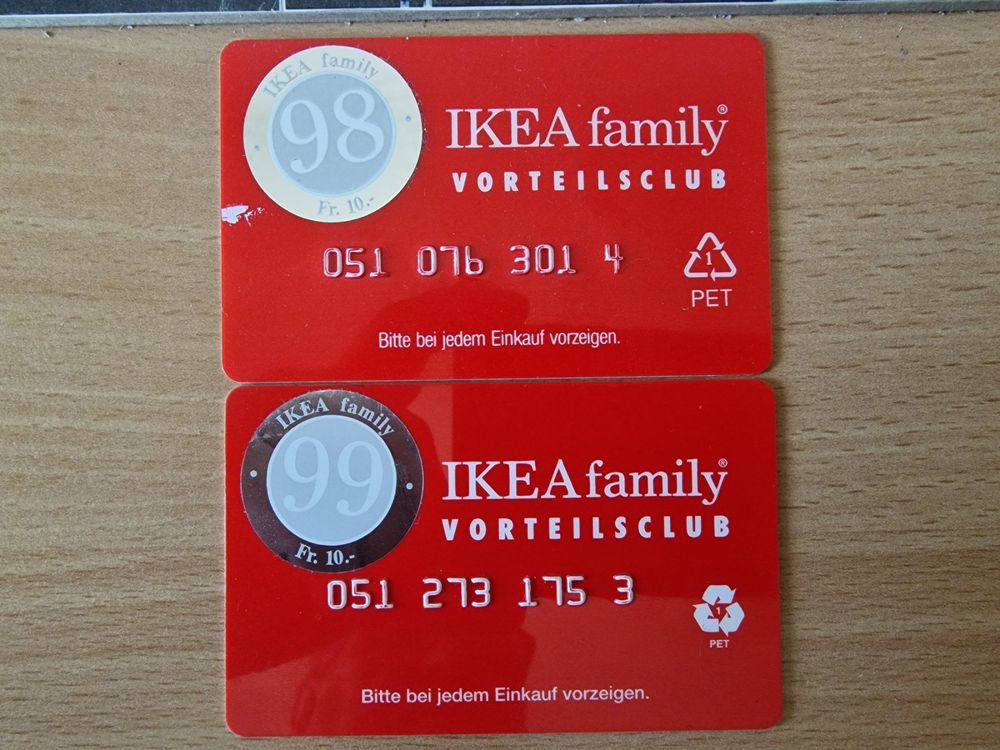 IKEA family
98
Fr. 10.-
IKEA family®
VORTEILSCLUB
051 076 301 4
1
PET
Bitte bei jedem Einkauf vorzeigen.
IKEA family
99
Fr. 10.-
IKEA family®
VORTEILSCLUB
051 273 175 3
1
PET
Bitte bei jedem Einkauf vorzeigen.